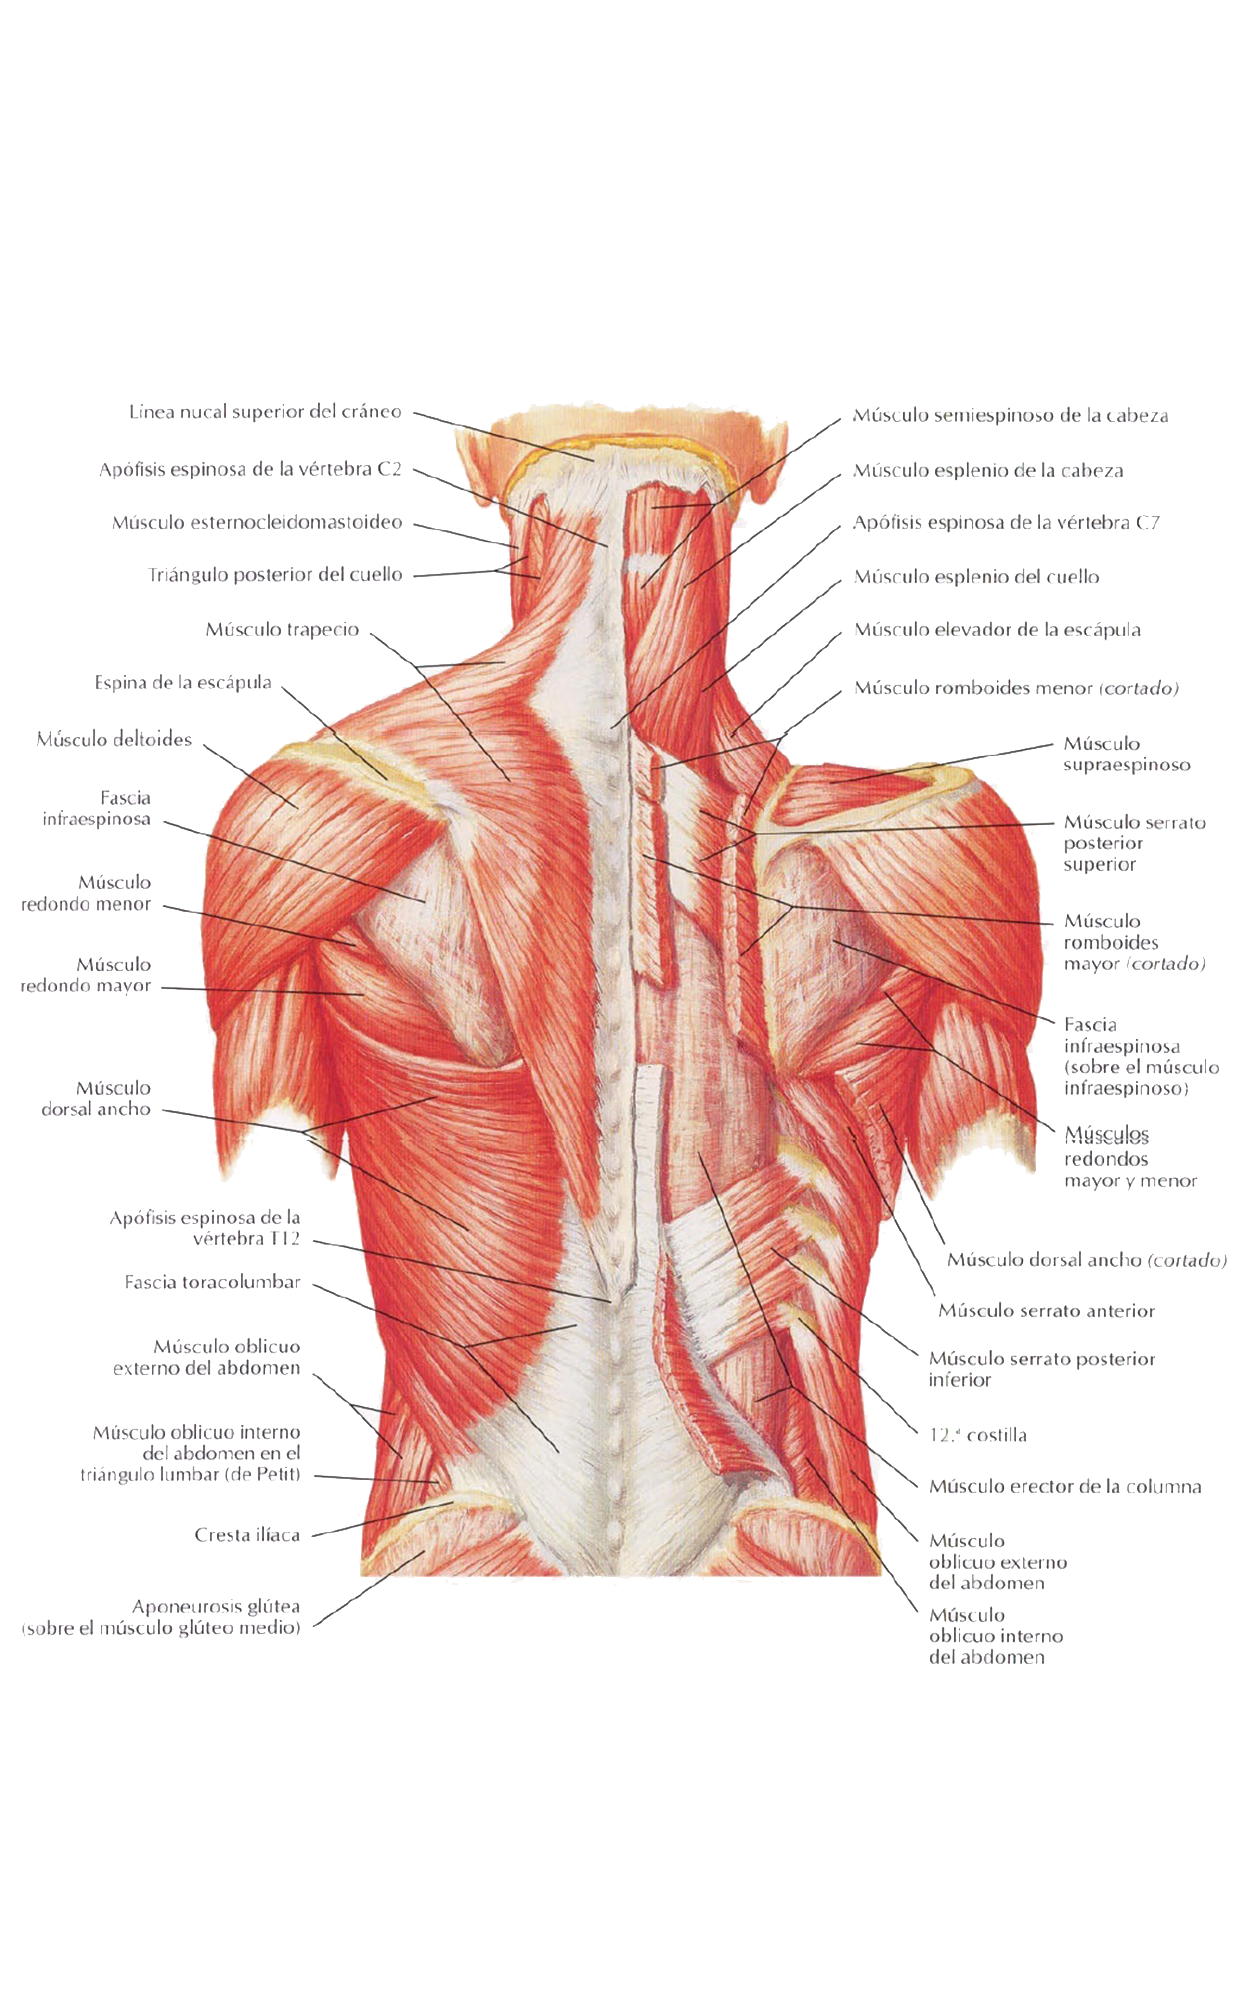 Línea nucal superior del cráneo
Apófisis espinosa de la vértebra C2
Músculo esternocleidomastoideo
Triángulo posterior del cuello
Músculo trapecio
Espina de la escápula
Músculo deltoides
Fascia
infraespinosa
Músculo
redondo menor
Músculo
redondo mayor
Músculo
dorsal ancho
Apófisis espinosa de la
vértebra T12
Fascia toracolumbar
Músculo oblicuo
externo del abdomen
Músculo oblicuo interno
del abdomen en el
triángulo lumbar (de Petit)
Cresta ilíaca
Aponeurosis glútea
(sobre el músculo glúteo medio)
Músculo semiespinoso de la cabeza
Músculo esplenio de la cabeza
Apófisis espinosa de la vértebra C7
Músculo esplenio del cuello
Músculo elevador de la escápula
Músculo romboides menor (cortado)
Músculo
supraespinoso
Músculo serrato
posterior
superior
Músculo
romboides
mayor (cortado)
Fascia
infraespinosa
(sobre el músculo
infraespinoso)
Músculos
redondos
mayor y menor
Músculo dorsal ancho (cortado)
Músculo serrato anterior
Músculo serrato posterior
inferior
12.ª costilla
Músculo erector de la columna
Músculo
oblicuo externo
del abdomen
Músculo
oblicuo interno
del abdomen